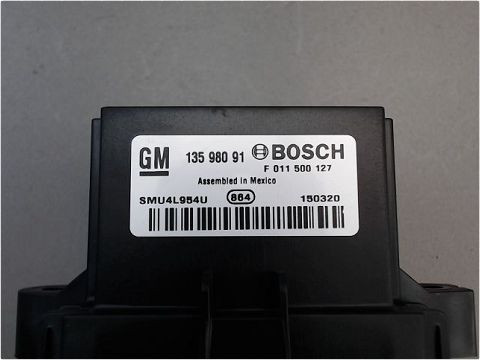 GM 135 980 91 BOSCH
F 011 500 127
Assembled in Mexico
SMU4L954U 864 150320